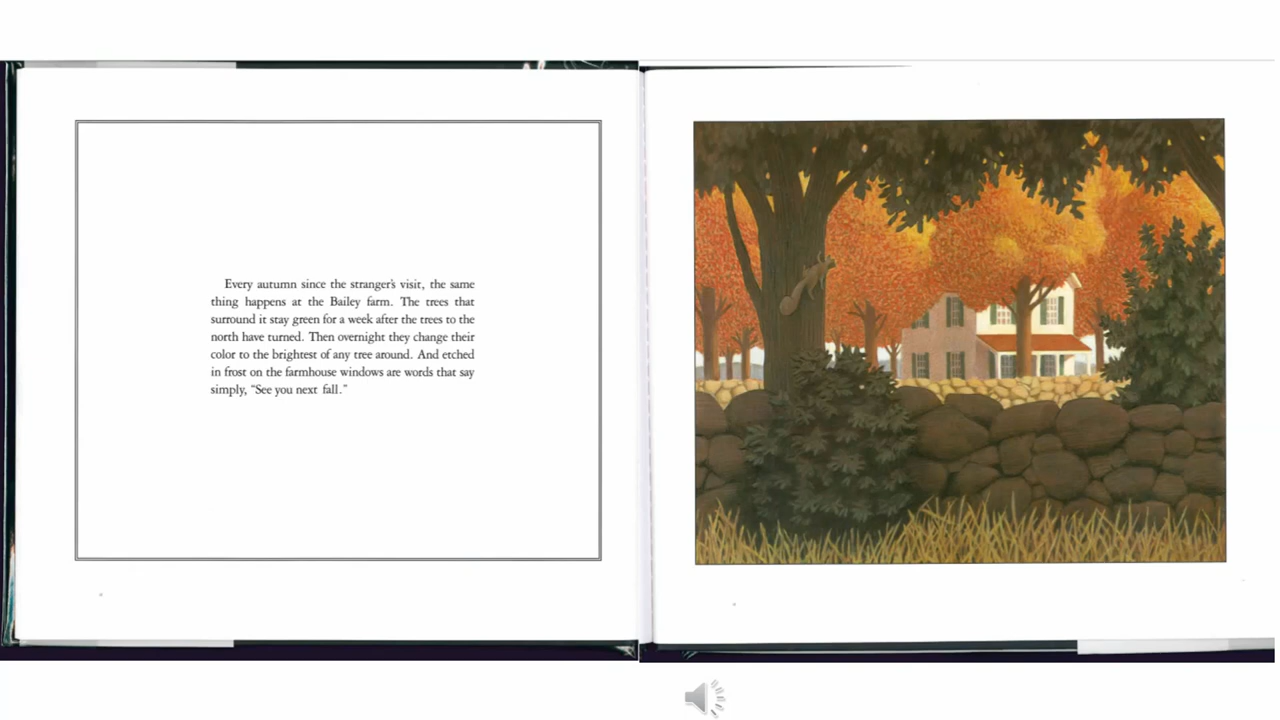 Every autumn since the stranger's visit, the same
thing happens at the Bailey farm. The trees that
surround it stay green for a week after the trees to the
north have turned. Then overnight they change their
color to the brightest of any tree around. And etched
in frost on the farmhouse windows are words that say
simply, "See you next fall."